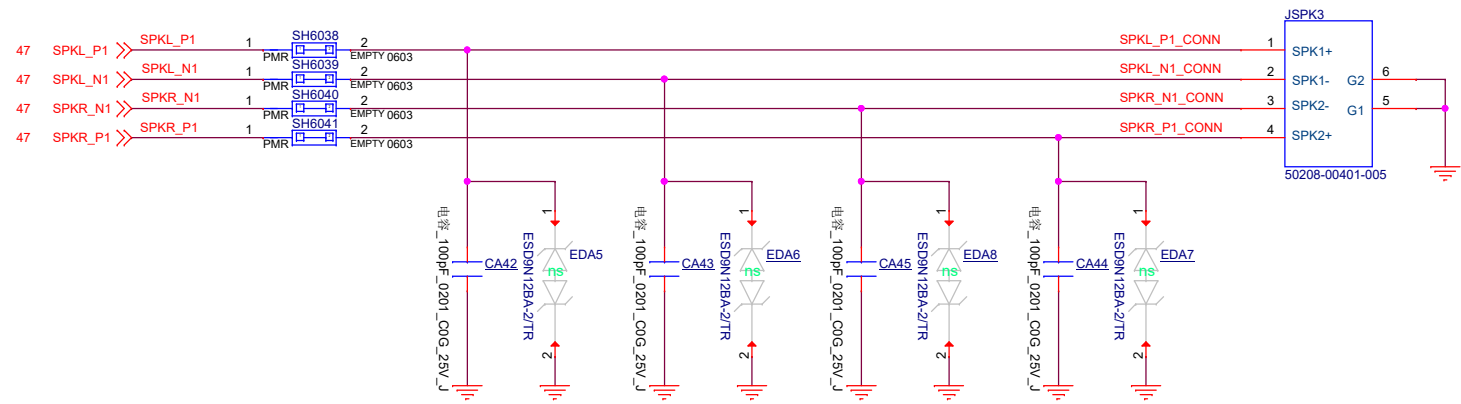 JSPK3
47 SPKL_P1 SPKL_P1 1 PMR SH6038 2 EMPTY 0603 SPKL_P1_CONN 1 SPK1+
47 SPKL_N1 SPKL_N1 1 PMR SH6039 2 EMPTY 0603 SPKL_N1_CONN 2 SPK1- G2 6
47 SPKR_N1 SPKR_N1 1 PMR SH6040 2 EMPTY 0603 SPKR_N1_CONN 3 SPK2- G1 5
47 SPKR_P1 SPKR_P1 1 PMR SH6041 2 EMPTY 0603 SPKR_P1_CONN 4 SPK2+
50208-00401-005
电容_100pF_0201_C0G_25V_J
CA42
ESD9N12BA-2/TR
1
EDA5
ns
2
电容_100pF_0201_C0G_25V_J
CA43
ESD9N12BA-2/TR
1
EDA6
ns
2
电容_100pF_0201_C0G_25V_J
CA45
ESD9N12BA-2/TR
1
EDA8
ns
2
电容_100pF_0201_C0G_25V_J
CA44
ESD9N12BA-2/TR
1
EDA7
ns
2